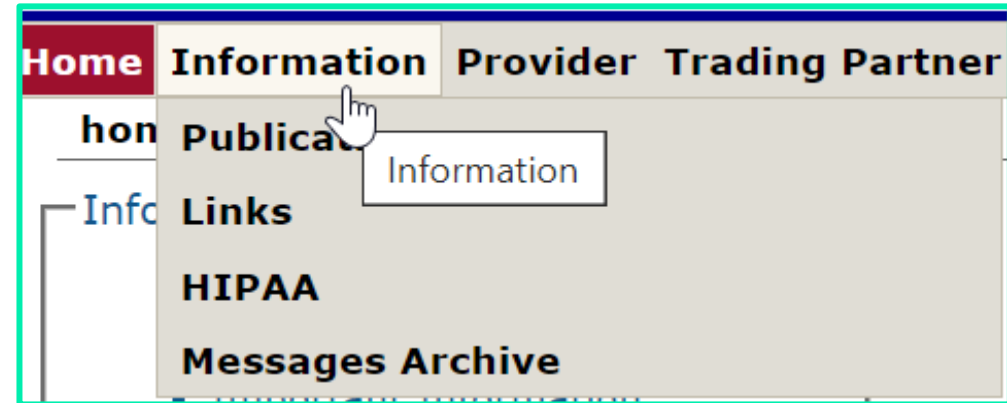 Home Information Provider Trading Partner
Information
Links
HIPAA
Messages Archive